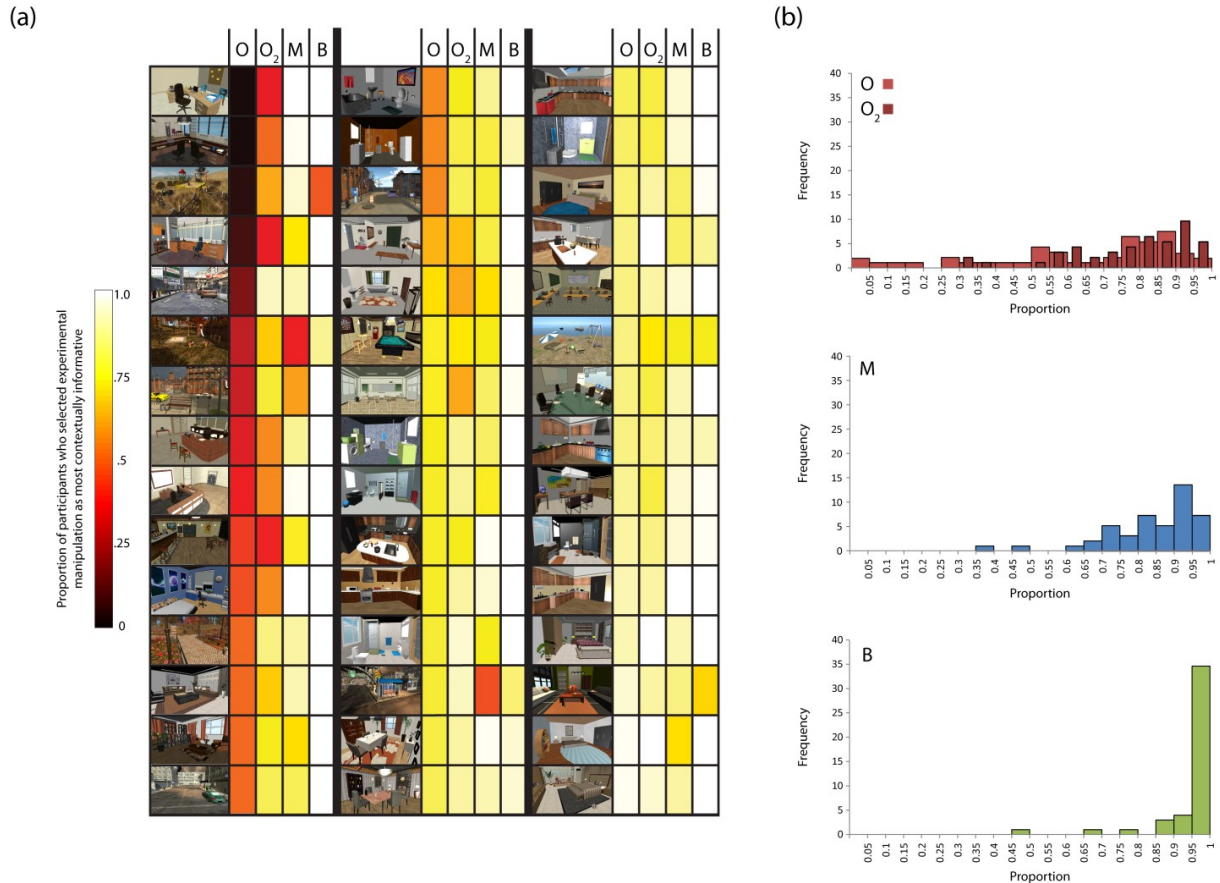 (a)
O O2 M B O O2 M B O O2 M B
Proportion of participants who selected experimental
manipulation as most contextually informative
1.0
.75
.5
.25
0
(b)
O
O2
Frequency
40
35
30
25
20
15
10
5
0
0.05 0.1 0.15 0.2 0.25 0.3 0.35 0.4 0.45 0.5 0.55 0.6 0.65 0.7 0.75 0.8 0.85 0.9 0.95 1
Proportion
M
Frequency
40
35
30
25
20
15
10
5
0
0.05 0.1 0.15 0.2 0.25 0.3 0.35 0.4 0.45 0.5 0.55 0.6 0.65 0.7 0.75 0.8 0.85 0.9 0.95 1
Proportion
B
Frequency
40
35
30
25
20
15
10
5
0
0.05 0.1 0.15 0.2 0.25 0.3 0.35 0.4 0.45 0.5 0.55 0.6 0.65 0.7 0.75 0.8 0.85 0.9 0.95 1
Proportion